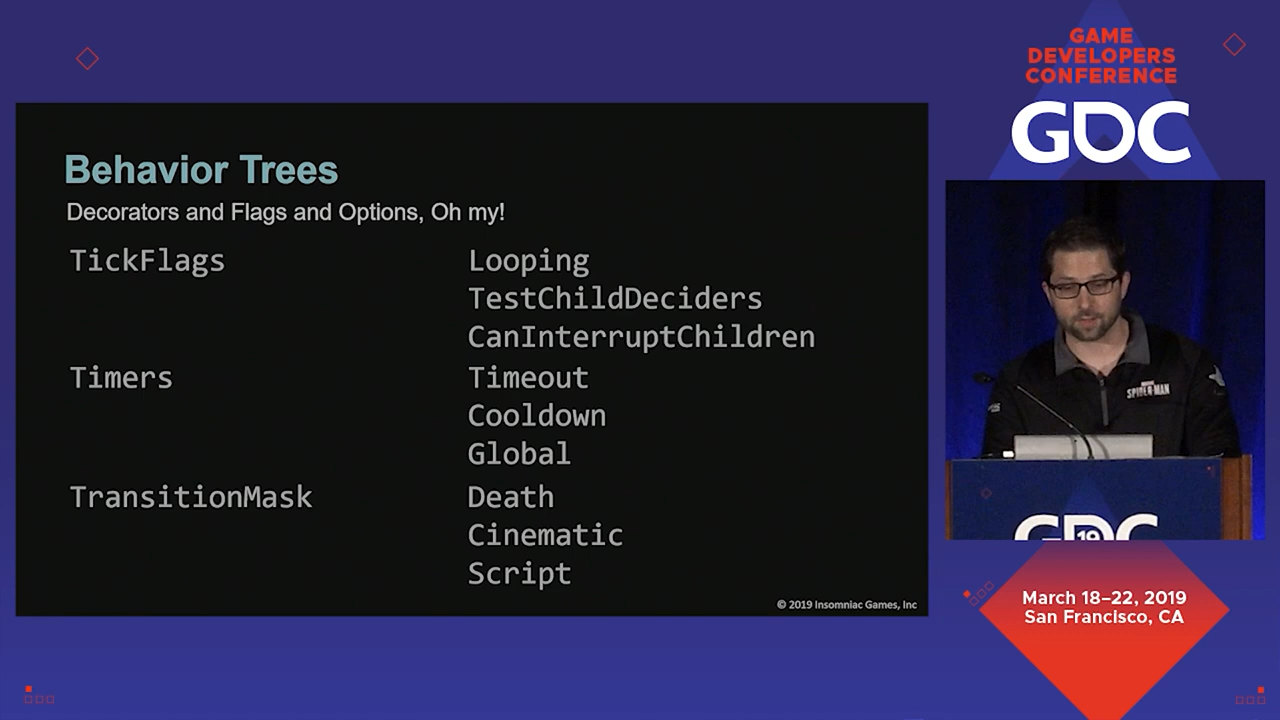 GAME
DEVELOPERS
CONFERENCE
GDC
Behavior Trees
Decorators and Flags and Options, Oh my!
TickFlags Looping
TestChildDeciders
CanInterruptChildren
Timers Timeout
Cooldown
Global
TransitionMask Death
Cinematic
Script
© 2019 Insomniac Games, Inc
MARVEL
SPIDER-MAN
GDC
19
March 18–22, 2019
San Francisco, CA